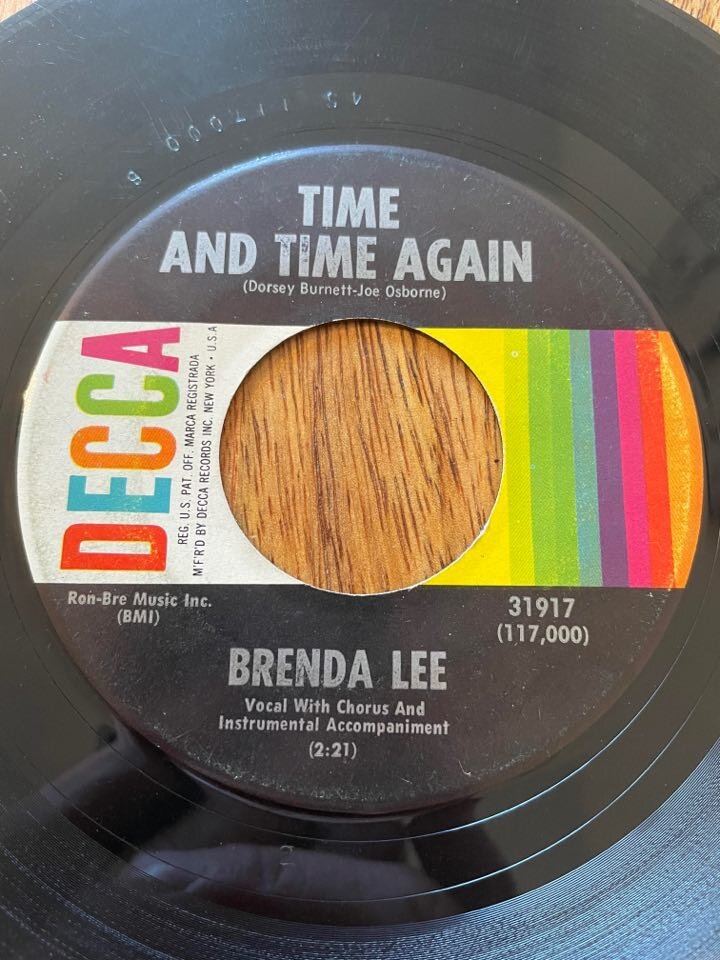 TIME
AND TIME AGAIN
(Dorsey Burnett-Joe Osborne)
DECCA
REG. U.S. PAT. OFF. MARCA REGISTRADA
M'F'R'D BY DECCA RECORDS INC. NEW YORK • U.S.A
Ron-Bre Music Inc.
(BMI)
31917
(117,000)
BRENDA LEE
Vocal With Chorus And
Instrumental Accompaniment
(2:21)